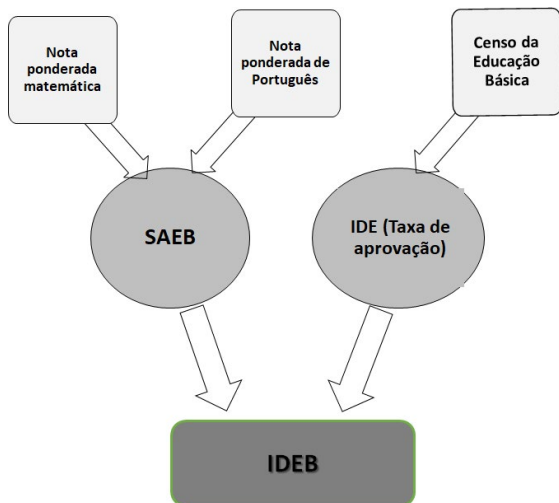 Nota
ponderada
matemática
Nota
ponderada de
Português
Censo da
Educação
Básica
SAEB
IDE (Taxa de
aprovação)
IDEB